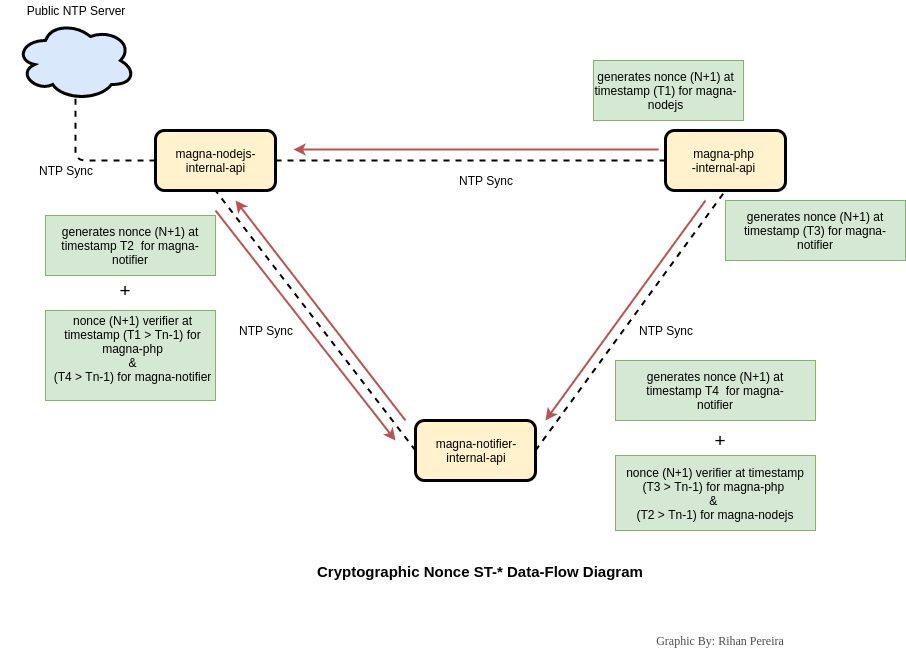 Public NTP Server
generates nonce (N+1) at
timestamp (T1) for magna-
nodejs
magna-nodejs-
internal-api
magna-php
-internal-api
NTP Sync
NTP Sync
generates nonce (N+1) at
timestamp T2 for magna-
notifier
generates nonce (N+1) at
timestamp (T3) for magna-
notifier
+
nonce (N+1) verifier at
timestamp (T1 > Tn-1) for
magna-php
&
(T4 > Tn-1) for magna-notifier
NTP Sync
NTP Sync
generates nonce (N+1) at
timestamp T4 for magna-
notifier
+
magna-notifier-
internal-api
nonce (N+1) verifier at timestamp
(T3 > Tn-1) for magna-php
&
(T2 > Tn-1) for magna-nodejs
Cryptographic Nonce ST-* Data-Flow Diagram
Graphic By: Rihan Pereira